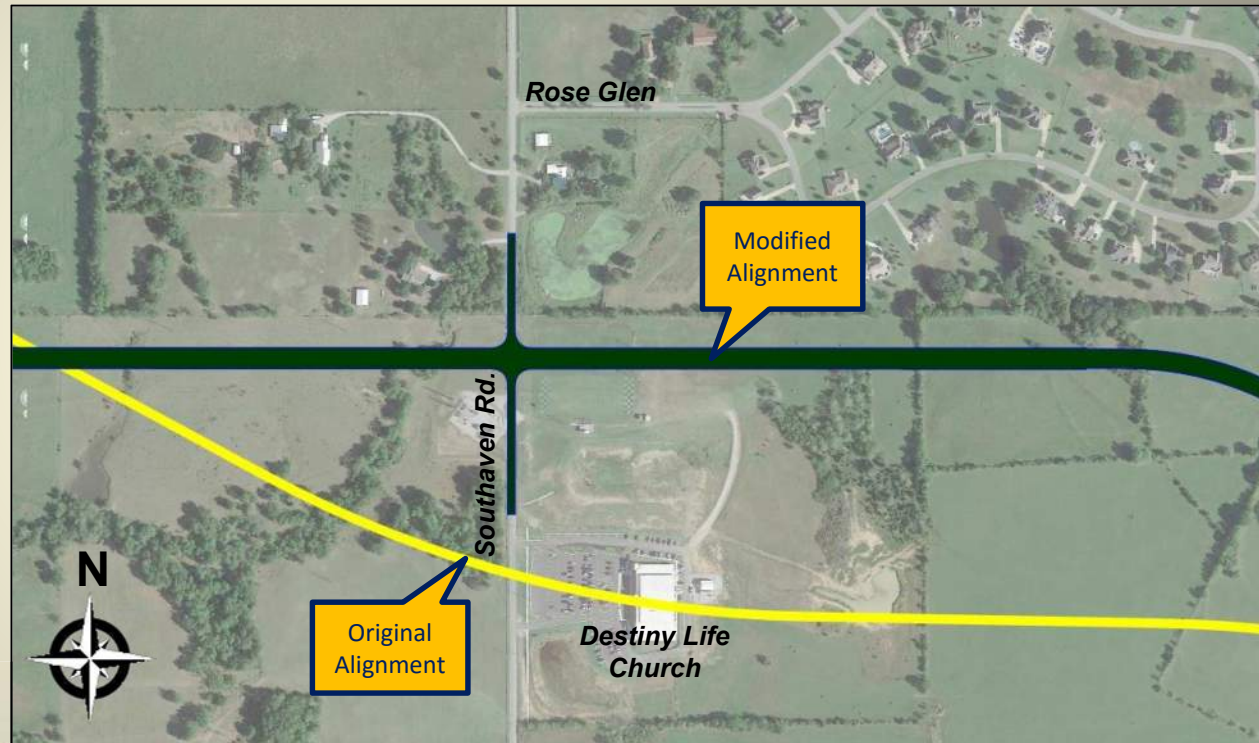 Rose Glen
Modified
Alignment
Southaven Rd.
N
Original
Alignment
Destiny Life
Church